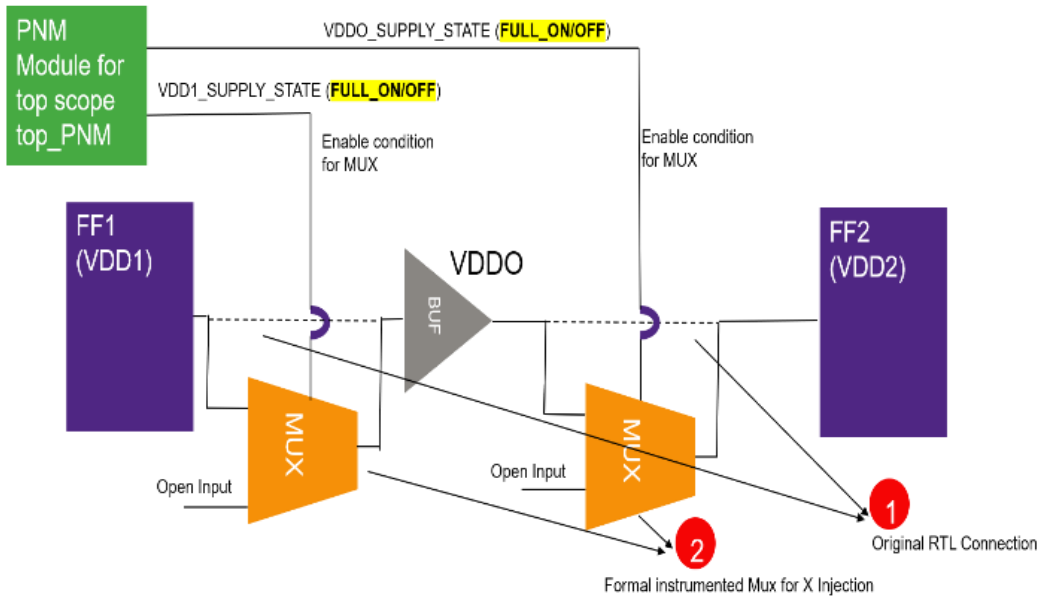 PNM
Module for
top scope
top_PNM
VDDO_SUPPLY_STATE (FULL_ON/OFF)
VDD1_SUPPLY_STATE (FULL_ON/OFF)
Enable condition
for MUX
Enable condition
for MUX
FF1
(VDD1)
BUF
VDDO
FF2
(VDD2)
MUX
MUX
Open Input
Open Input
1
Original RTL Connection
2
Formal instrumented Mux for X Injection